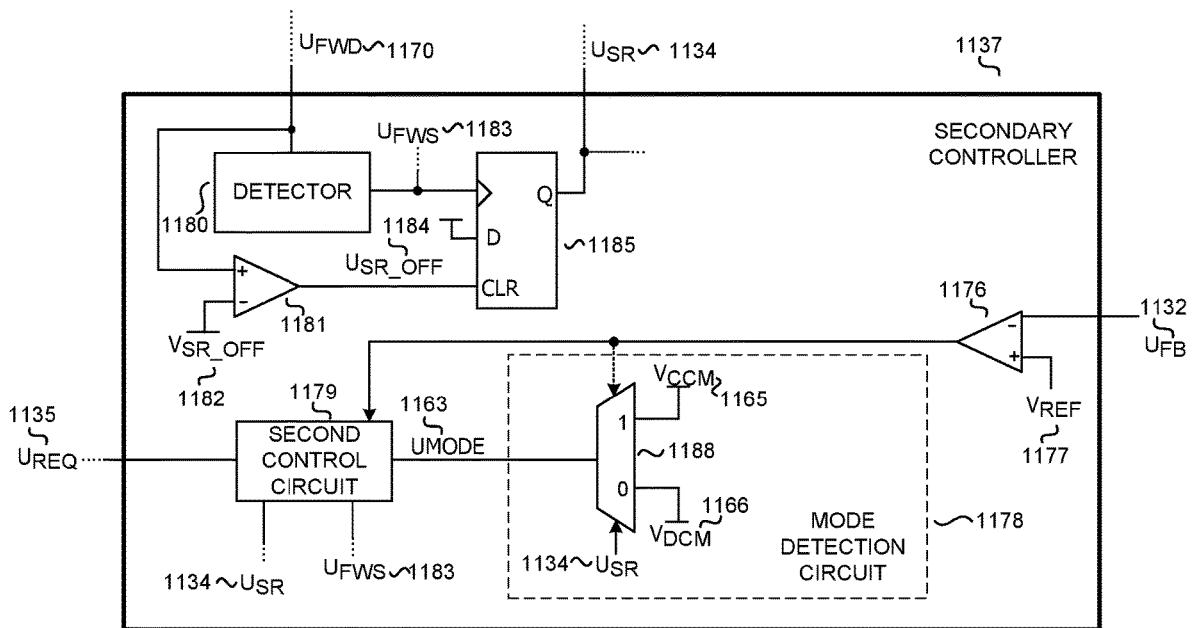 UFWD 1170
USR 1134
1137
SECONDARY CONTROLLER
UFWS 1183
DETECTOR
1180
Q
D
CLR
1184
USR_OFF
1185
+
-
1181
VSR_OFF
1182
1176
-
+
1132
UFB
VREF
1177
1179
SECOND
CONTROL
CIRCUIT
1135
UREQ
1163
UMODE
VCCM 1165
1
1188
0
VDCM 1166
1134 USR
MODE
DETECTION
CIRCUIT
1178
1134 USR
UFWS 1183